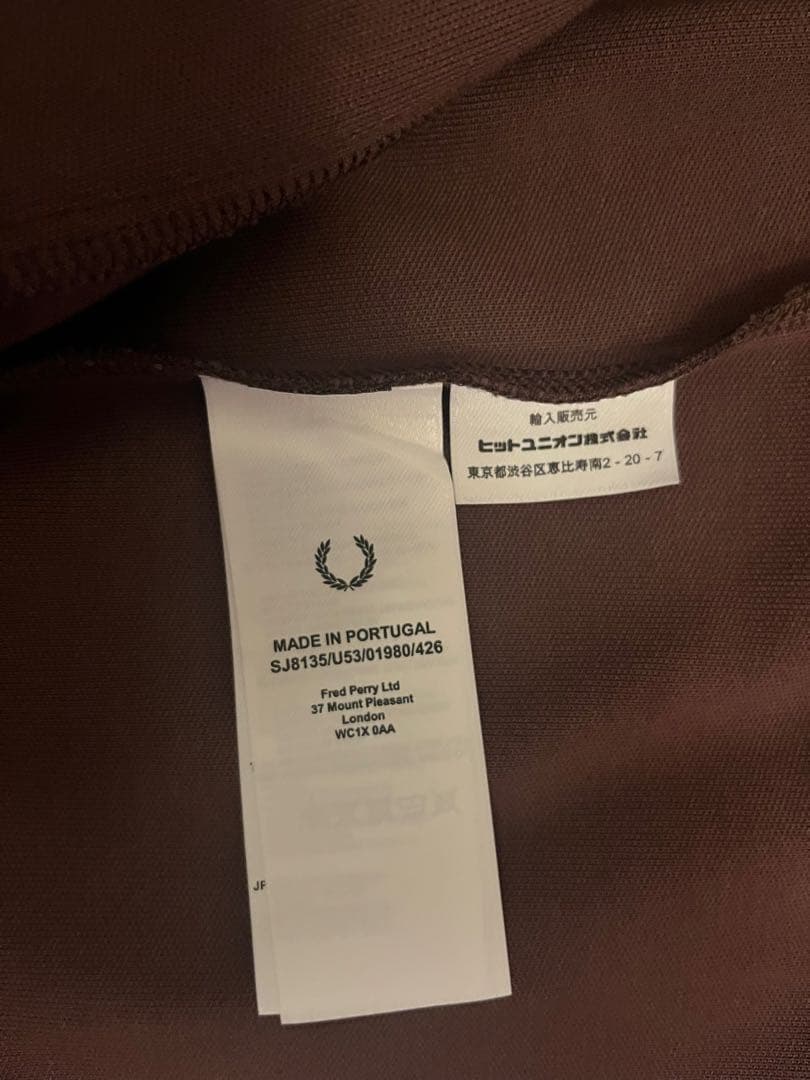 輸入販売元
ヒットユニオン株式会社
東京都渋谷区恵比寿南2-20-7
MADE IN PORTUGAL
SJ8135/U53/01980/426
Fred Perry Ltd
37 Mount Pleasant
London
WC1X 0AA